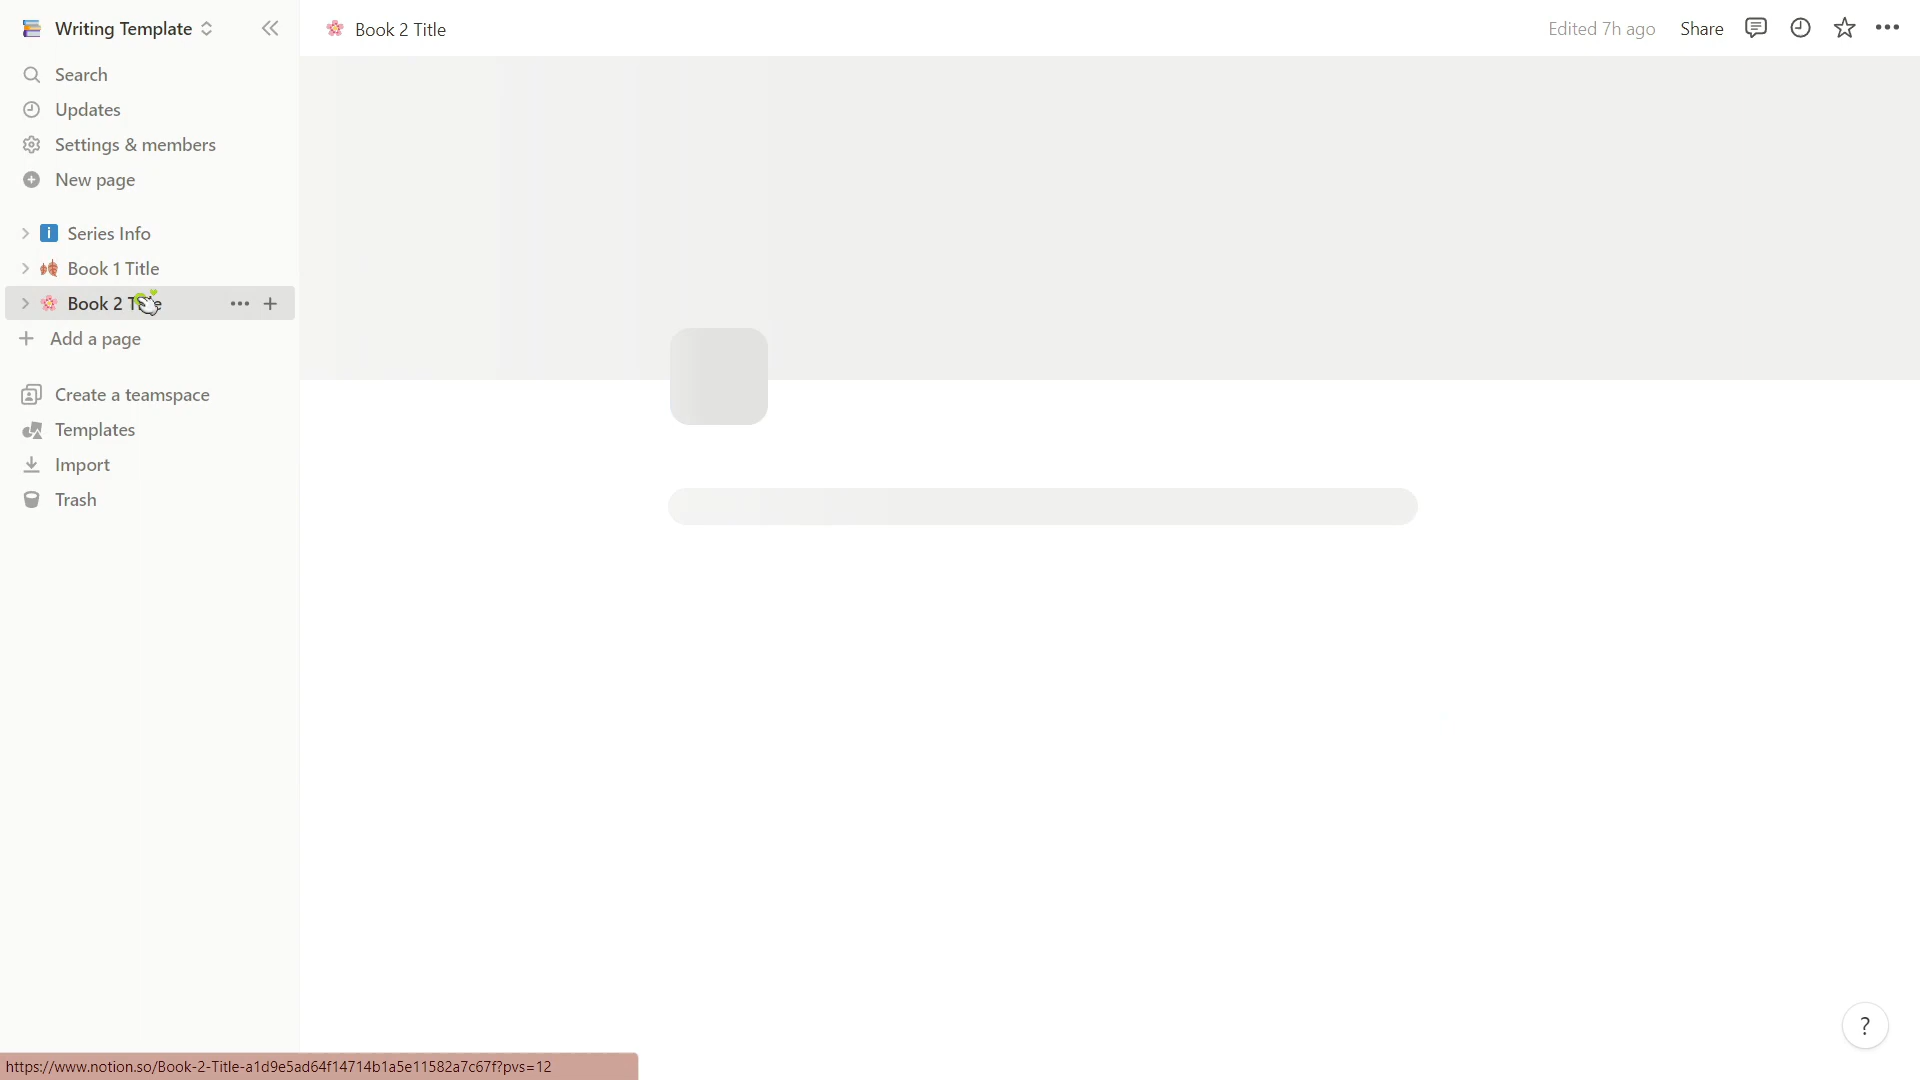 Writing Template
Book 2 Title
Edited 7h ago
Share
Search
Updates
Settings & members
New page
Series Info
Book 1 Title
Book 2 Title
Add a page
Create a teamspace
Templates
Import
Trash
?
https://www.notion.so/Book-2-Title-a1d9e5ad64f14714b1a5e11582a7c67f?pvs=12